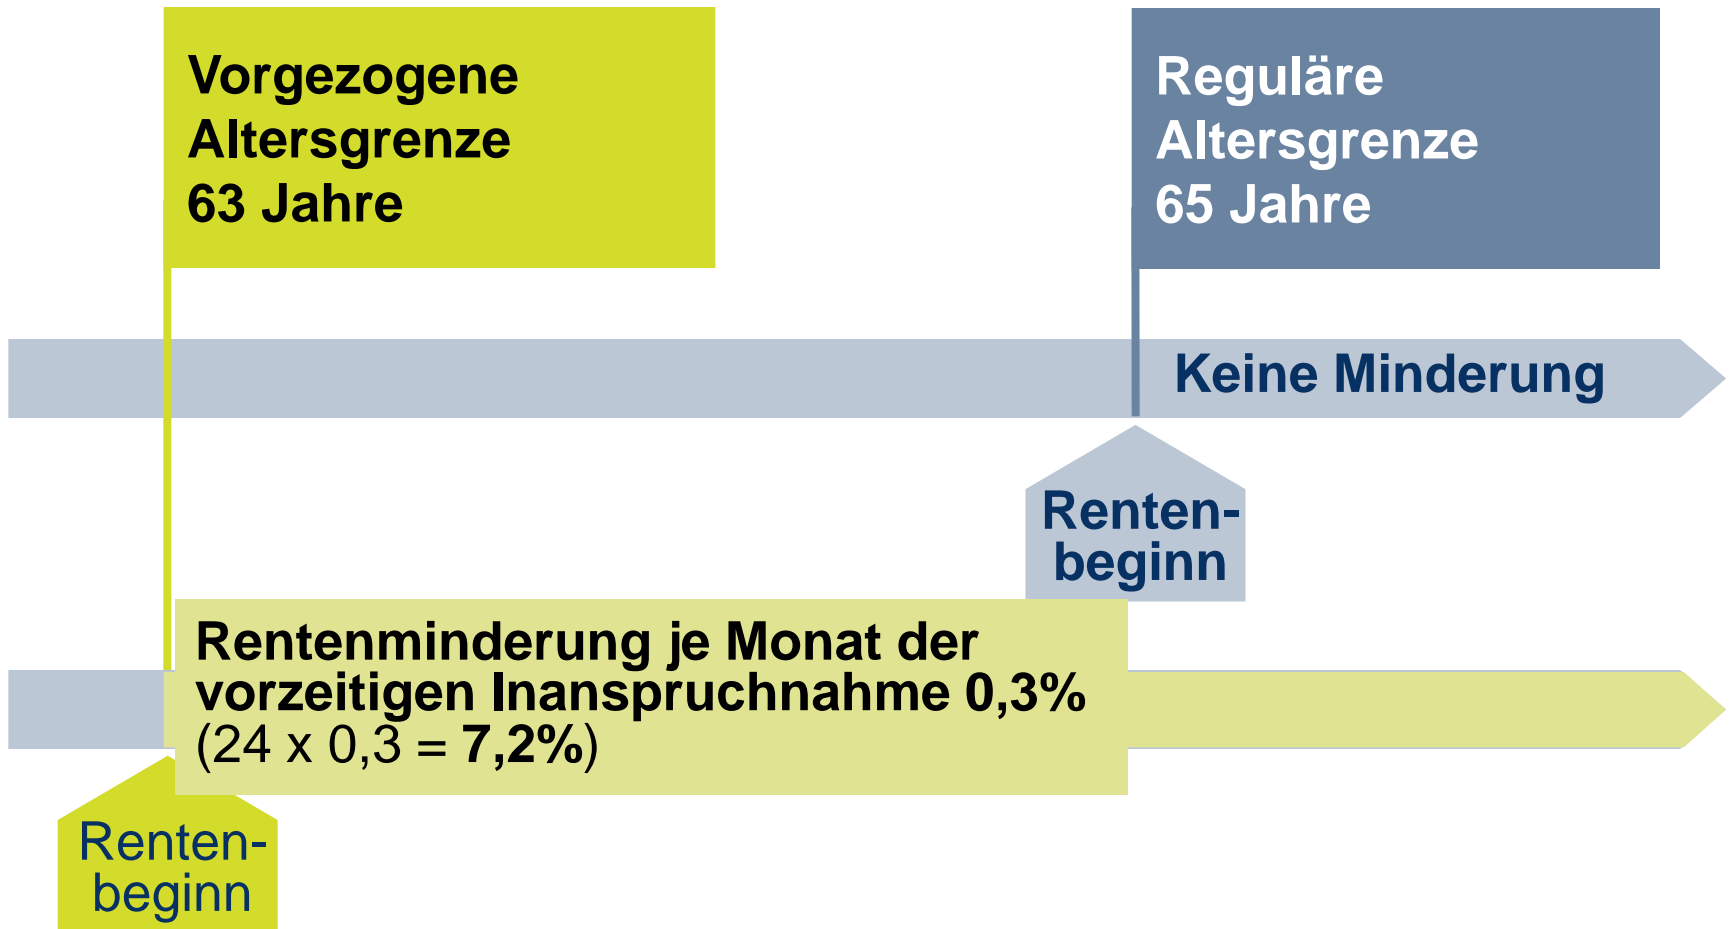 Vorgezogene
Altersgrenze
63 Jahre
Reguläre
Altersgrenze
65 Jahre
Keine Minderung
Renten-
beginn
Rentenminderung je Monat der
vorzeitigen Inanspruchnahme 0,3%
(24 x 0,3 = 7,2%)
Renten-
beginn